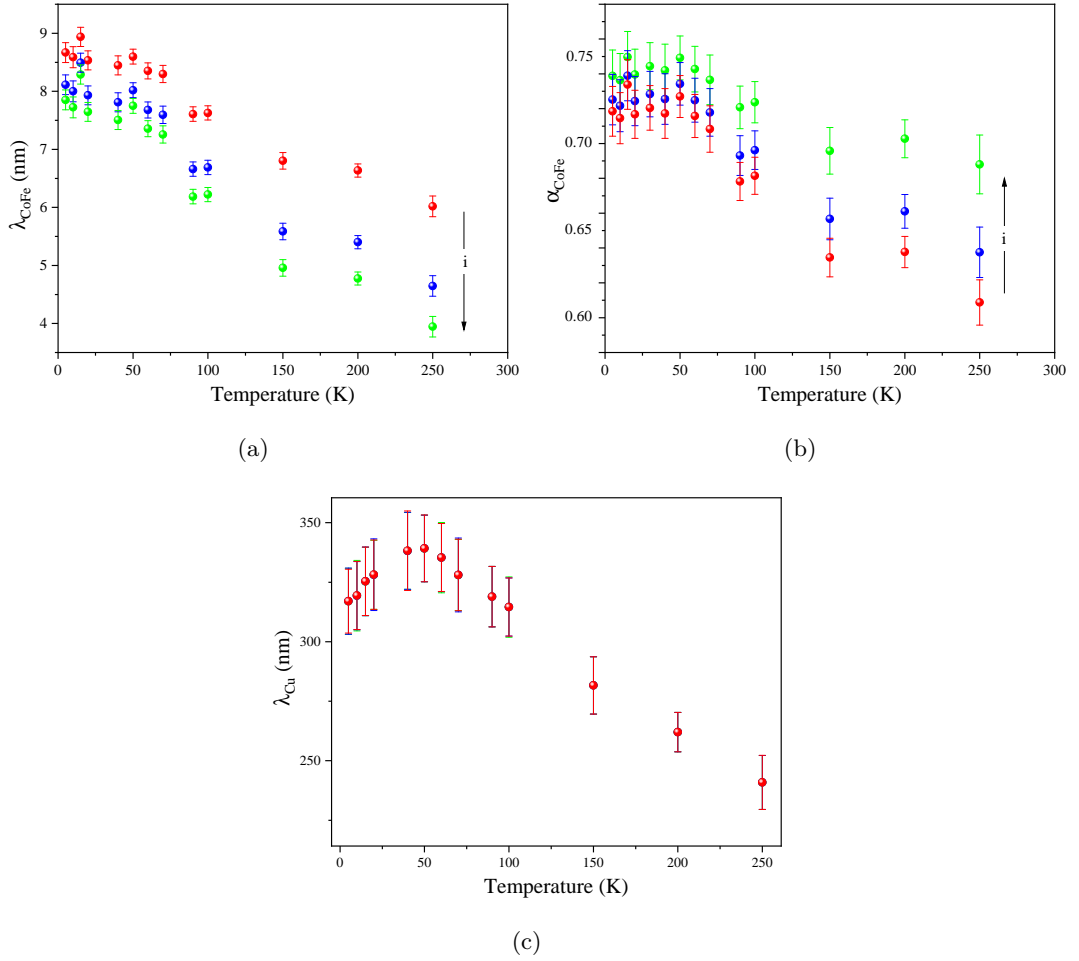 9
8
7
6
5
4
λCoFe (nm)
i
0 50 100 150 200 250 300
Temperature (K)
(a)
0.75
0.70
0.65
0.60
αCoFe
i
0 50 100 150 200 250 300
Temperature (K)
(b)
350
300
250
λCu (nm)
0 50 100 150 200 250
Temperature (K)
(c)